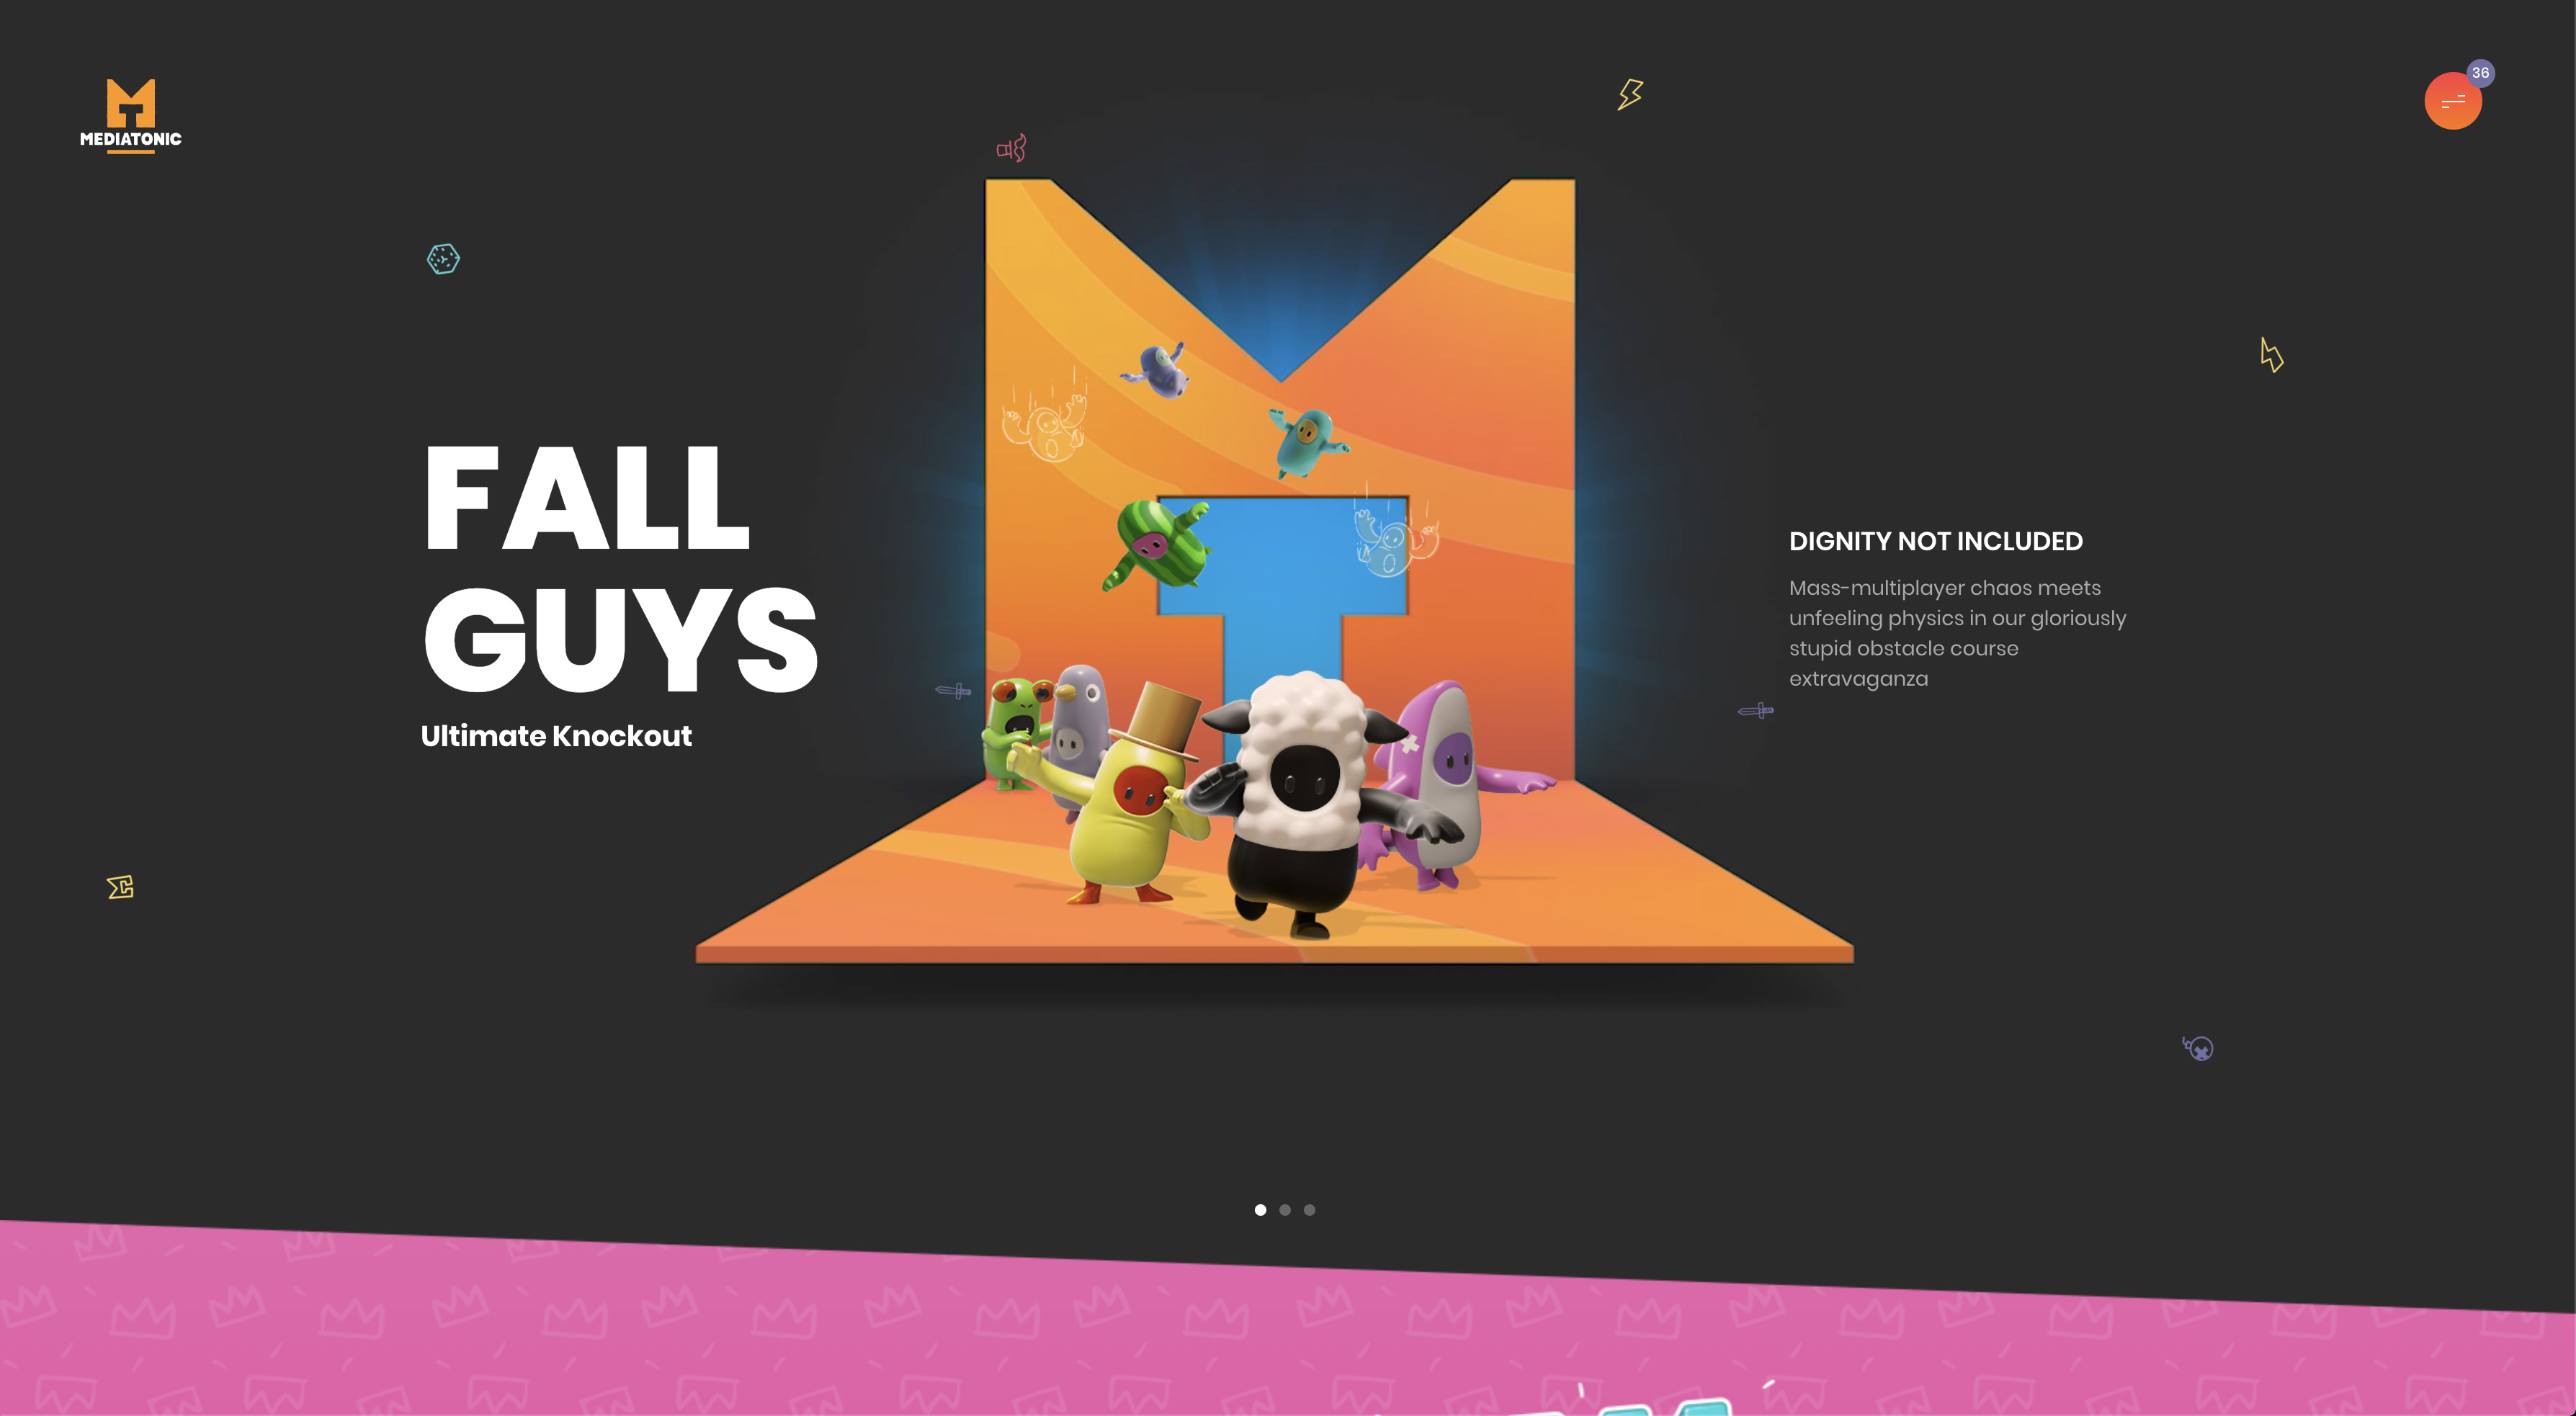 MEDIATONIC
36
FALL
GUYS
Ultimate Knockout
DIGNITY NOT INCLUDED
Mass-multiplayer chaos meets
unfeeling physics in our gloriously
stupid obstacle course
extravaganza